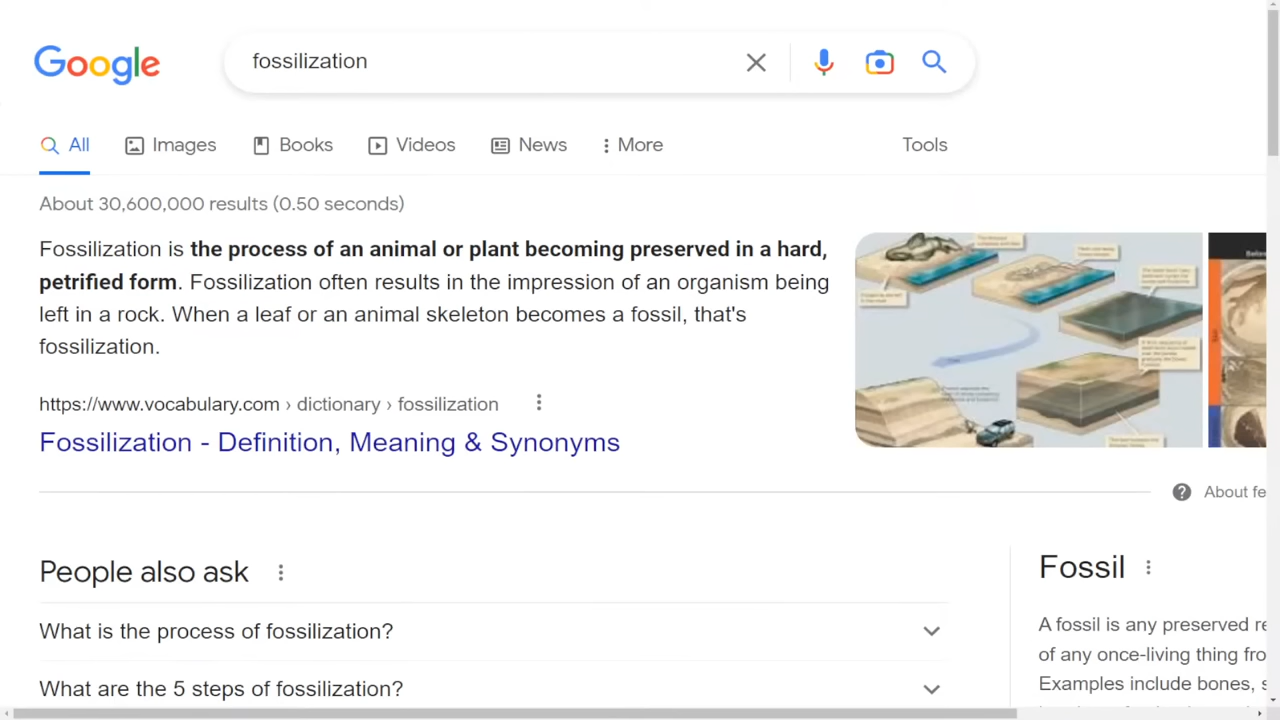 Google
fossilization
All
Images
Books
Videos
News
More
Tools
About 30,600,000 results (0.50 seconds)
Fossilization is the process of an animal or plant becoming preserved in a hard,
petrified form. Fossilization often results in the impression of an organism being
left in a rock. When a leaf or an animal skeleton becomes a fossil, that's
fossilization.
https://www.vocabulary.com › dictionary › fossilization
Fossilization - Definition, Meaning & Synonyms
About fe
People also ask
What is the process of fossilization?
What are the 5 steps of fossilization?
Fossil
A fossil is any preserved re
of any once-living thing fro
Examples include bones, s